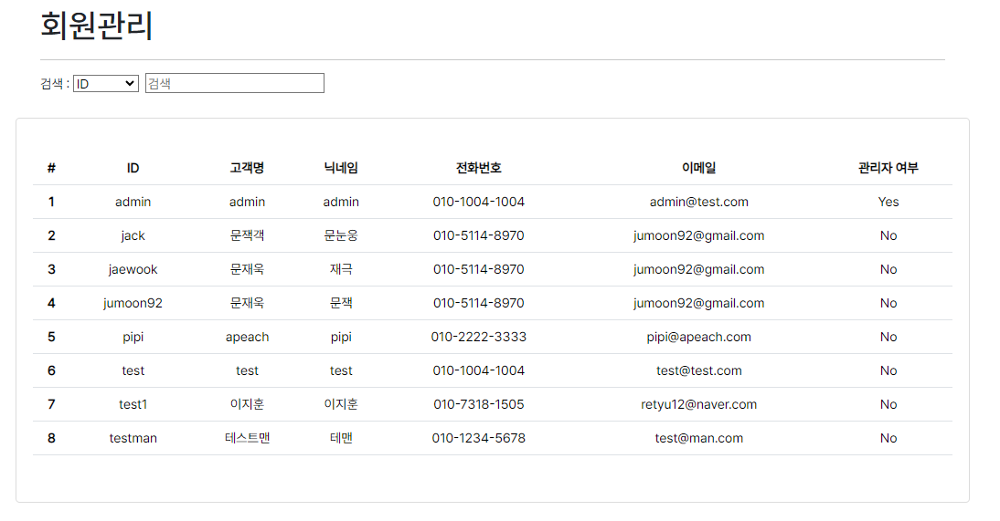 회원관리
검색 : ID 검색
# ID 고객명 닉네임 전화번호 이메일 관리자 여부
1 admin admin admin 010-1004-1004 admin@test.com Yes
2 jack 문잭객 문눈웅 010-5114-8970 jumoon92@gmail.com No
3 jaewook 문재욱 재극 010-5114-8970 jumoon92@gmail.com No
4 jumoon92 문재욱 문잭 010-5114-8970 jumoon92@gmail.com No
5 pipi apeach pipi 010-2222-3333 pipi@apeach.com No
6 test test test 010-1004-1004 test@test.com No
7 test1 이지훈 이지훈 010-7318-1505 retyu12@naver.com No
8 testman 테스트맨 테맨 010-1234-5678 test@man.com No